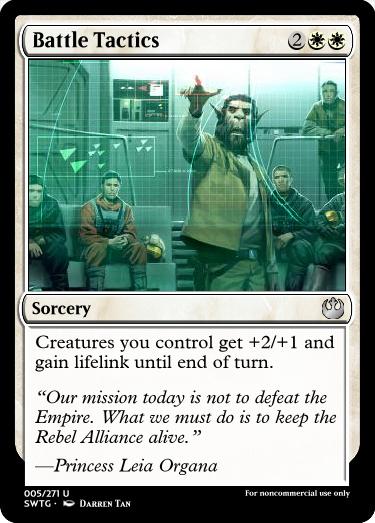 Battle Tactics 2
Sorcery
Creatures you control get +2/+1 and
gain lifelink until end of turn.
“Our mission today is not to defeat the
Empire. What we must do is to keep the
Rebel Alliance alive.”
—Princess Leia Organa
005/271 U
For noncommercial use only
SWTG · Darren Tan